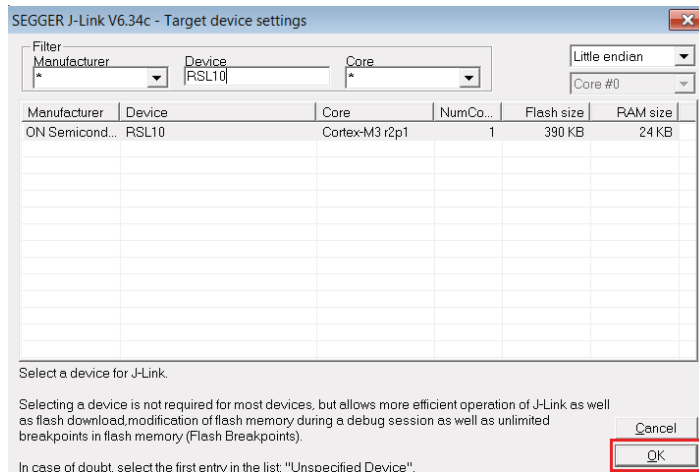 SEGGER J-Link V6.34c - Target device settings
Filter
Manufacturer Device Core
* RSL10 *
Little endian
Core #0
Manufacturer Device Core NumCo... Flash size RAM size
ON Semicond... RSL10 Cortex-M3 r2p1 1 390 KB 24 KB
Select a device for J-Link.
Selecting a device is not required for most devices, but allows more efficient operation of J-Link as well
as flash download,modification of flash memory during a debug session as well as unlimited
breakpoints in flash memory (Flash Breakpoints).
In case of doubt, select the first entry in the list: "Unspecified Device".
Cancel
OK